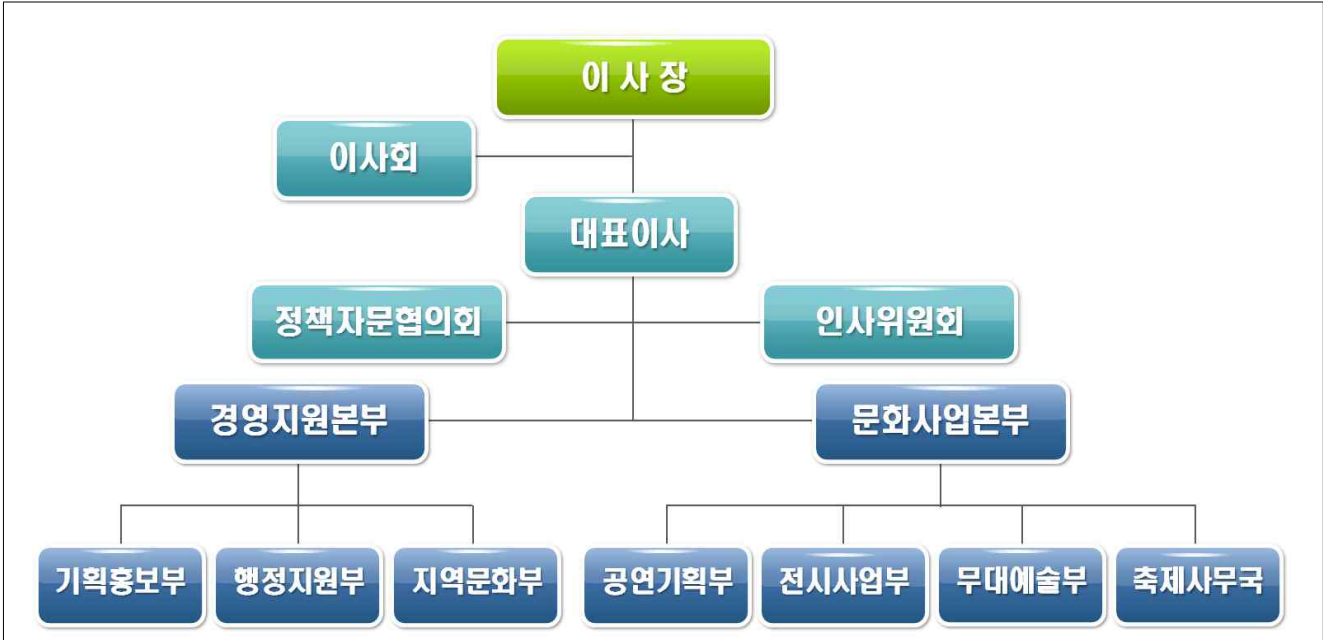 이 사 장
이사회
대표이사
정책자문협의회
인사위원회
경영지원본부
문화사업본부
기획홍보부
행정지원부
지역문화부
공연기획부
전시사업부
무대예술부
축제사무국